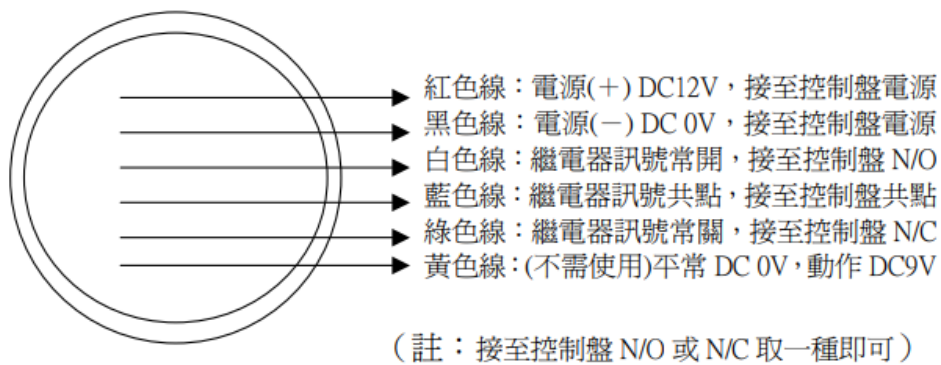 紅色線：電源(＋) DC12V，接至控制盤電源
黑色線：電源(－) DC 0V，接至控制盤電源
白色線：繼電器訊號常開，接至控制盤 N/O
藍色線：繼電器訊號共點，接至控制盤共點
綠色線：繼電器訊號常關，接至控制盤 N/C
黃色線：(不需使用)平常 DC 0V，動作 DC9V
（註：接至控制盤 N/O 或 N/C 取一種即可）